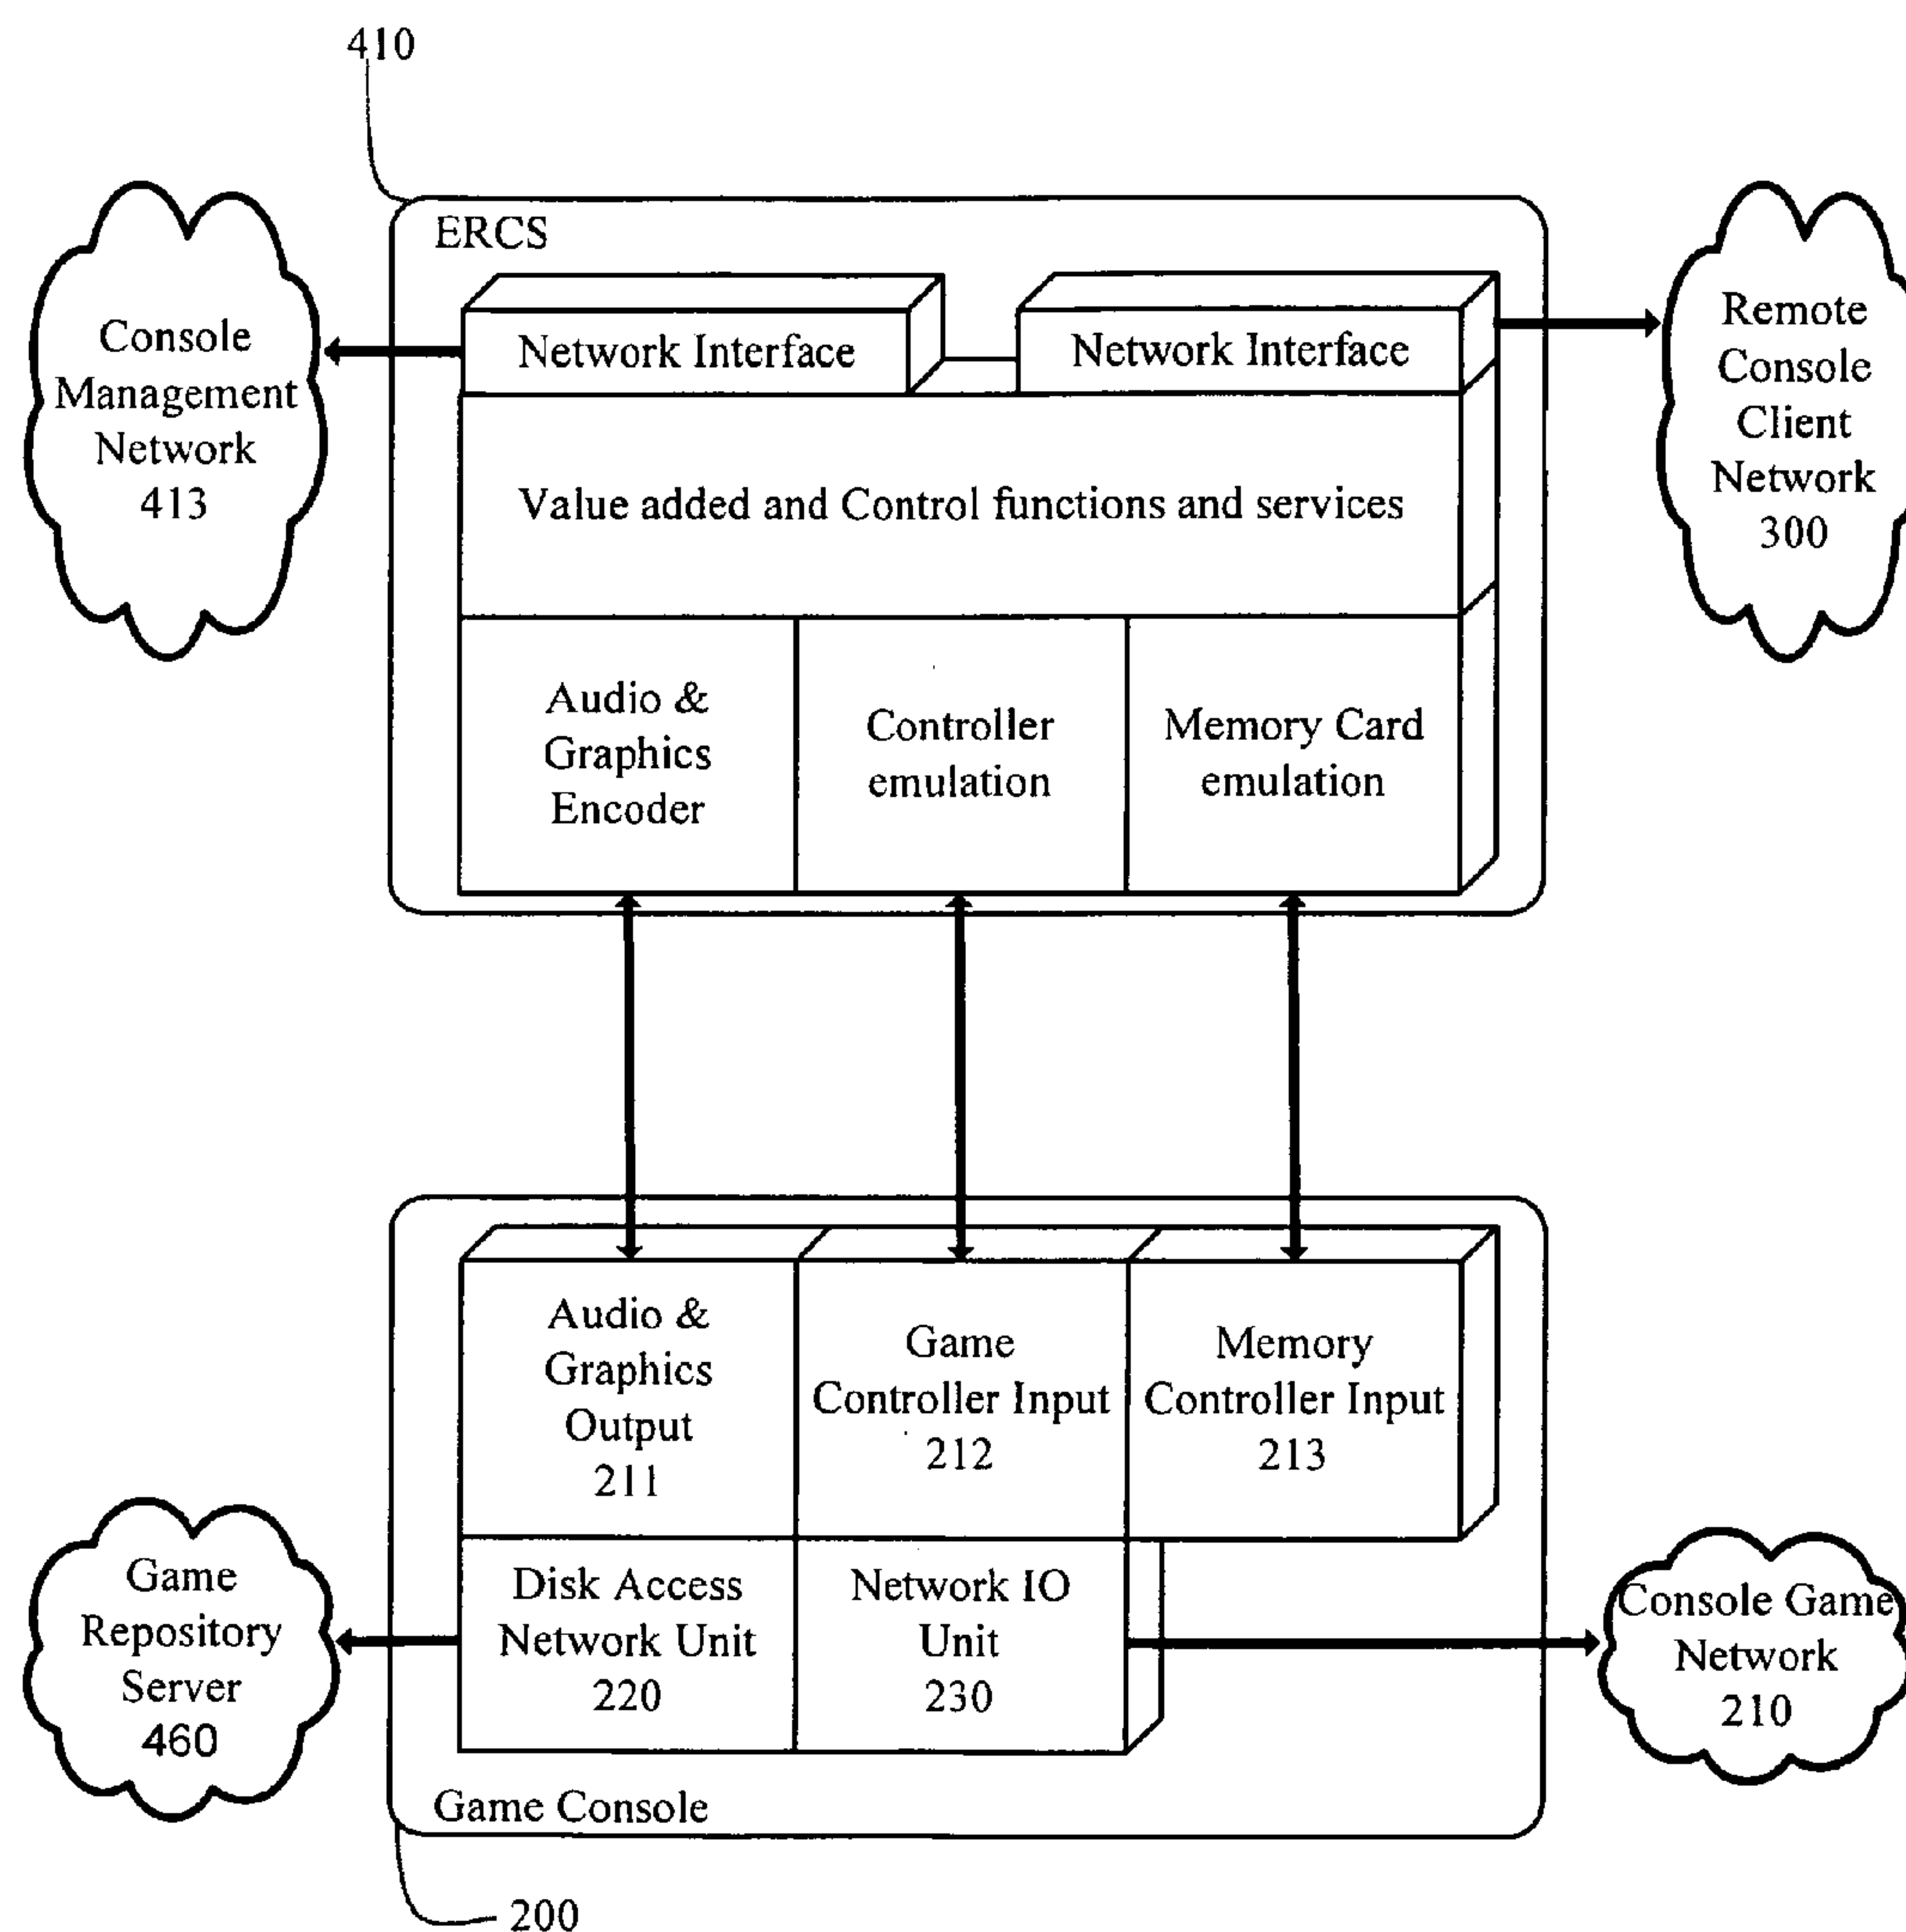 410
ERCS
Console
Management
Network
413
Network Interface
Network Interface
Remote
Console
Client
Network
300
Value added and Control functions and services
Audio &
Graphics
Encoder
Controller
emulation
Memory Card
emulation
Audio &
Graphics
Output
211
Game
Controller Input
212
Memory
Controller Input
213
Game
Repository
Server
460
Disk Access
Network Unit
220
Network IO
Unit
230
Console Game
Network
210
Game Console
200